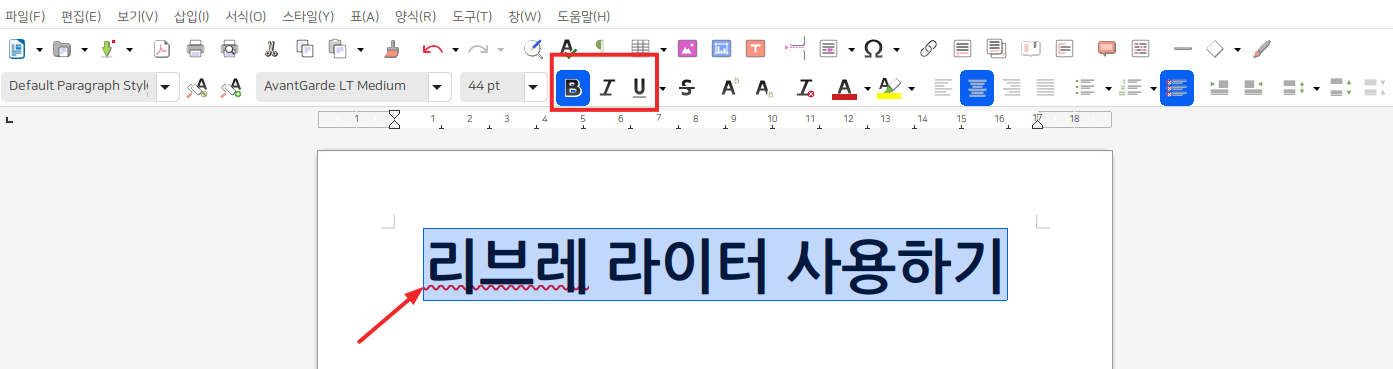 파일(F) 편집(E) 보기(V) 삽입(I) 서식(O) 스타일(Y) 표(A) 양식(R) 도구(T) 창(W) 도움말(H)
Default Paragraph Styl AvantGarde LT Medium 44 pt
1 1 2 3 4 5 6 7 8 9 10 11 12 13 14 15 16 17 18
리브레 라이터 사용하기